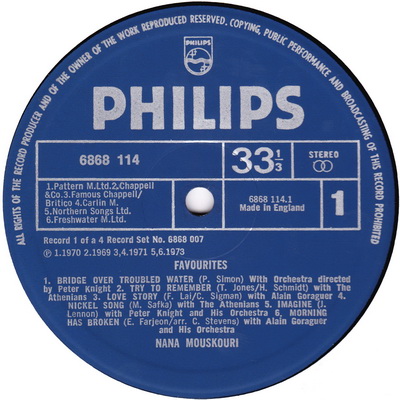 ALL RIGHTS OF THE RECORD PRODUCER AND OF THE OWNER OF THE WORK REPRODUCED RESERVED. COPYING, PUBLIC PERFORMANCE AND BROADCASTING OF THIS RECORD PROHIBITED
PHILIPS
PHILIPS
6868 114
33 1/3
STEREO
1.Pattern M.Ltd.2.Chappell
&Co.3.Famous Chappell/
Britico 4.Carlin M.
5.Northern Songs Ltd.
6.Freshwater M.Ltd.
6868 114.1
Made in England
1
Record 1 of a 4 Record Set No. 6868 007
℗ 1.1970 2.1969 3,4.1971 5,6.1973
FAVOURITES
1. BRIDGE OVER TROUBLED WATER (P. Simon) With Orchestra directed
by Peter Knight 2. TRY TO REMEMBER (T. Jones/H. Schmidt) with The
Athenians 3. LOVE STORY (F. Lai/C. Sigman) with Alain Goraguer 4.
NICKEL SONG (M. Safka) with The Athenians 5. IMAGINE (J.
Lennon) with Peter Knight and His Orchestra 6. MORNING
HAS BROKEN (E. Farjeon/arr. C. Stevens) with Alain Goraguer
and His Orchestra
NANA MOUSKOURI